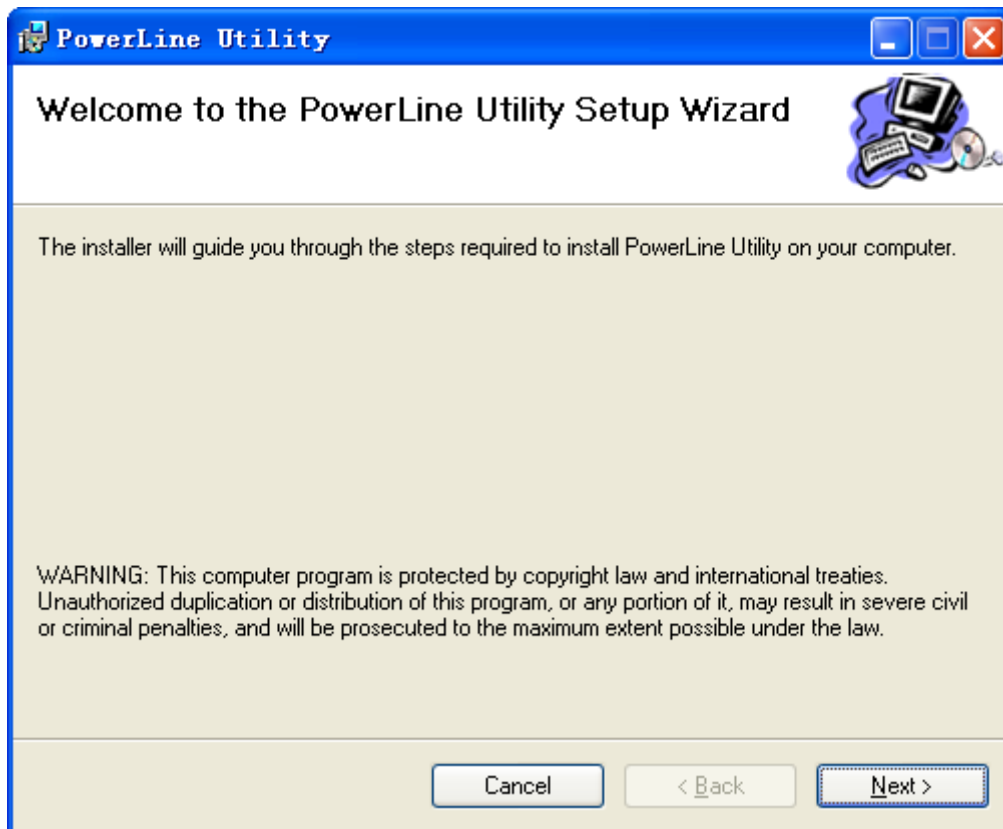 PowerLine Utility
Welcome to the PowerLine Utility Setup Wizard
The installer will guide you through the steps required to install PowerLine Utility on your computer.
WARNING: This computer program is protected by copyright law and international treaties.
Unauthorized duplication or distribution of this program, or any portion of it, may result in severe civil
or criminal penalties, and will be prosecuted to the maximum extent possible under the law.
Cancel
< Back
Next >